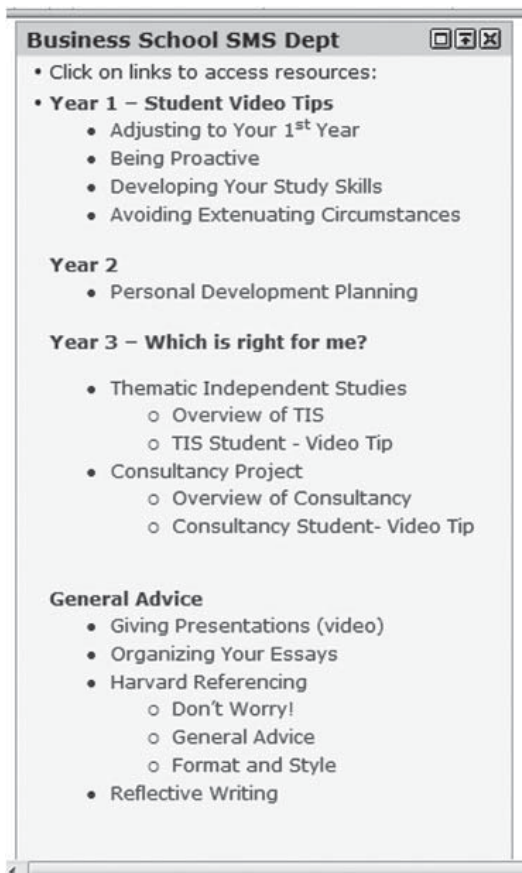 Business School SMS Dept
• Click on links to access resources:
• Year 1 – Student Video Tips
• Adjusting to Your 1st Year
• Being Proactive
• Developing Your Study Skills
• Avoiding Extenuating Circumstances
Year 2
• Personal Development Planning
Year 3 – Which is right for me?
• Thematic Independent Studies
o Overview of TIS
o TIS Student - Video Tip
• Consultancy Project
o Overview of Consultancy
o Consultancy Student- Video Tip
General Advice
• Giving Presentations (video)
• Organizing Your Essays
• Harvard Referencing
o Don't Worry!
o General Advice
o Format and Style
• Reflective Writing